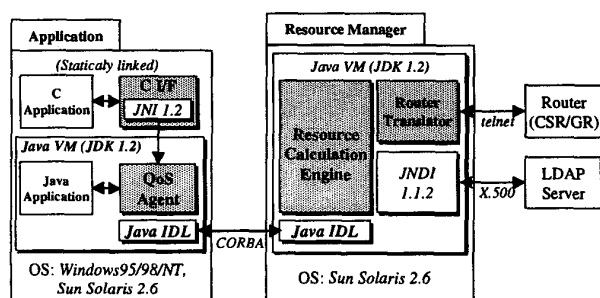 Application
(Staticaly linked)
C
Application
C I/F
JNI 1.2
Java VM (JDK 1.2)
Java
Application
QoS
Agent
Java IDL
OS: Windows95/98/NT,
Sun Solaris 2.6
CORBA
Resource Manager
Java VM (JDK 1.2)
Resource
Calculation
Engine
Router
Translator
JNDI
1.1.2
Java IDL
OS: Sun Solaris 2.6
telnet
X.500
Router
(CSR/GR)
LDAP
Server